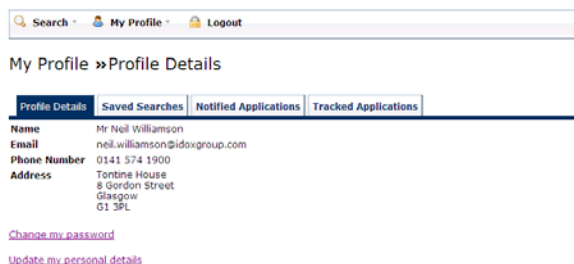 Search My Profile Logout
My Profile »Profile Details
Profile Details Saved Searches Notified Applications Tracked Applications
Name Mr Neil Williamson
Email neil.williamson@idoxgroup.com
Phone Number 0141 574 1900
Address Tontine House
8 Gordon Street
Glasgow
G1 3PL
Change my password
Update my personal details